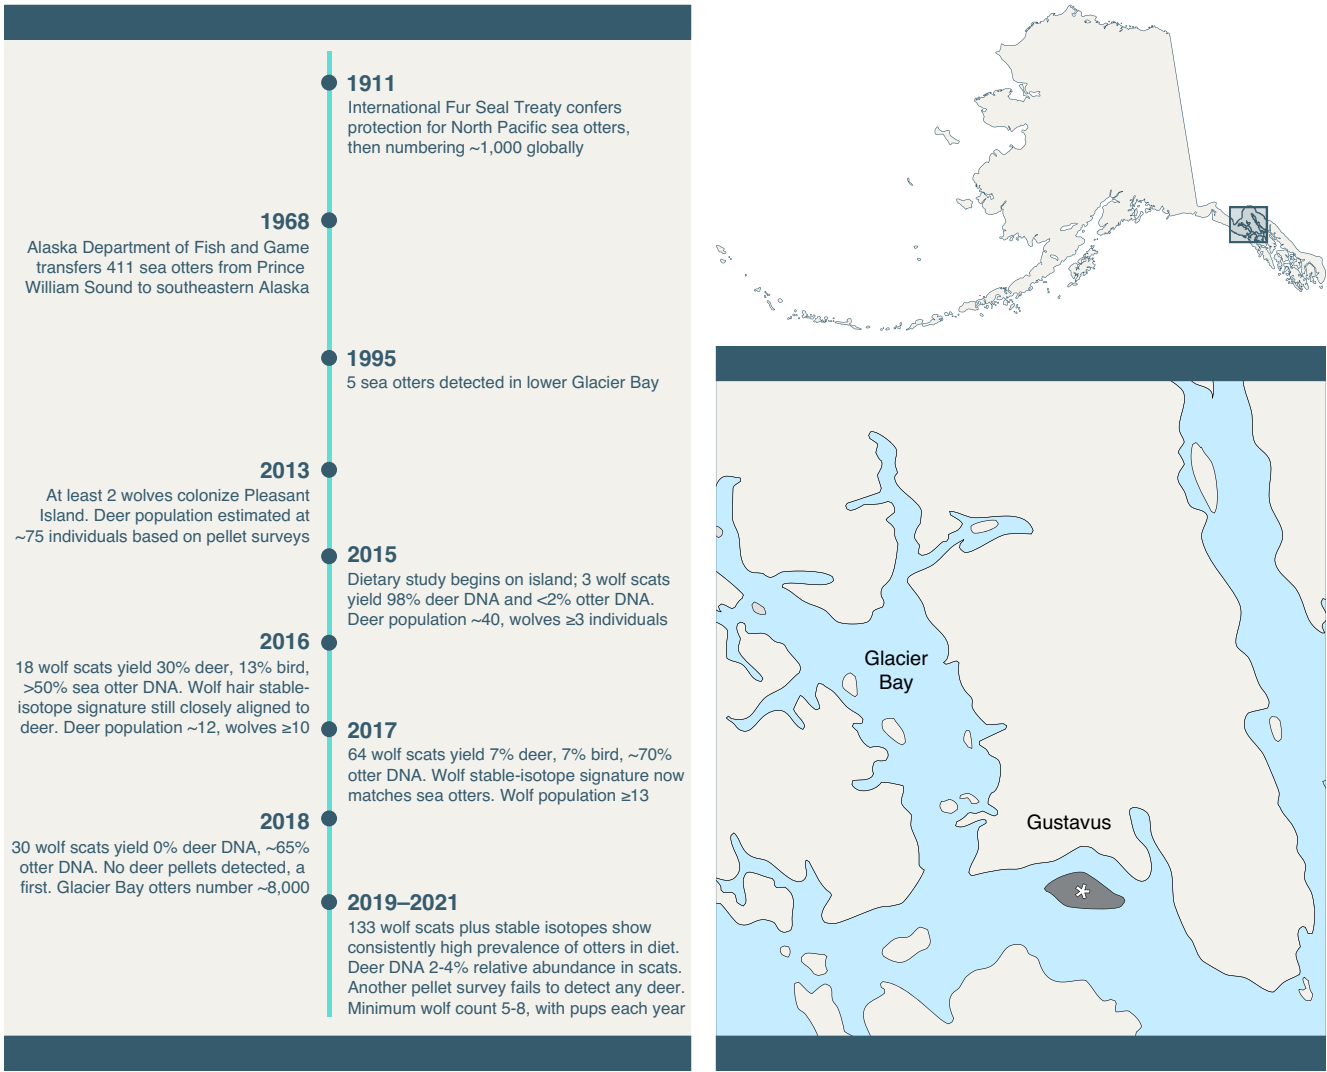 1911
International Fur Seal Treaty confers
protection for North Pacific sea otters,
then numbering ~1,000 globally
1968
Alaska Department of Fish and Game
transfers 411 sea otters from Prince
William Sound to southeastern Alaska
1995
5 sea otters detected in lower Glacier Bay
2013
At least 2 wolves colonize Pleasant
Island. Deer population estimated at
~75 individuals based on pellet surveys
2015
Dietary study begins on island; 3 wolf scats
yield 98% deer DNA and <2% otter DNA.
Deer population ~40, wolves ≥3 individuals
2016
18 wolf scats yield 30% deer, 13% bird,
>50% sea otter DNA. Wolf hair stable-
isotope signature still closely aligned to
deer. Deer population ~12, wolves ≥10
2017
64 wolf scats yield 7% deer, 7% bird, ~70%
otter DNA. Wolf stable-isotope signature now
matches sea otters. Wolf population ≥13
2018
30 wolf scats yield 0% deer DNA, ~65%
otter DNA. No deer pellets detected, a
first. Glacier Bay otters number ~8,000
2019–2021
133 wolf scats plus stable isotopes show
consistently high prevalence of otters in diet.
Deer DNA 2-4% relative abundance in scats.
Another pellet survey fails to detect any deer.
Minimum wolf count 5-8, with pups each year
Glacier
Bay
Gustavus
*